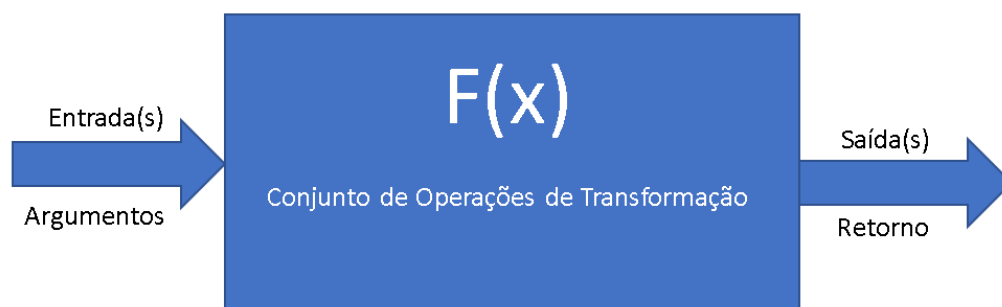 Entrada(s)
Argumentos
F(x)
Conjunto de Operações de Transformação
Saída(s)
Retorno